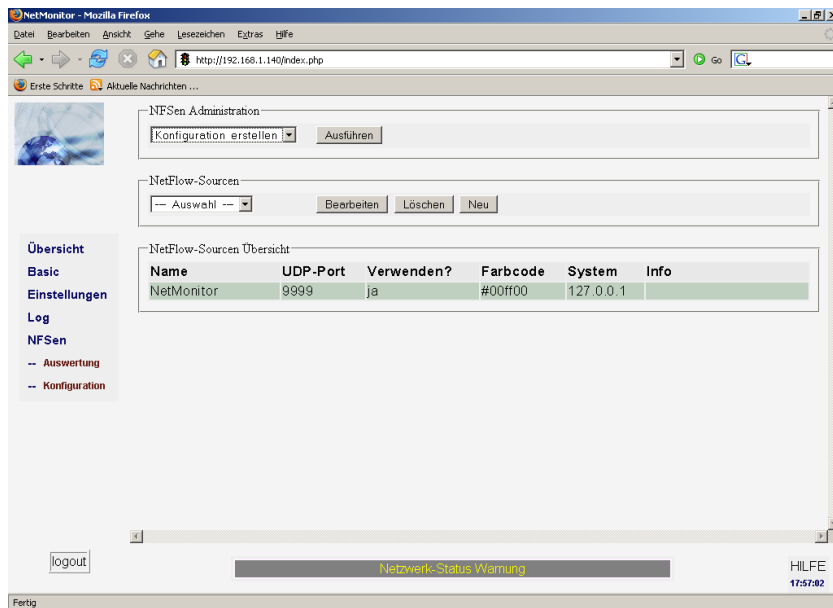 NetMonitor - Mozilla Firefox
Datei Bearbeiten Ansicht Gehe Lesezeichen Extras Hilfe
http://192.168.1.140/index.php
Go
G
Erste Schritte Aktuelle Nachrichten ...
NFSen Administration
Konfiguration erstellen Ausführen
NetFlow-Sourcen
--- Auswahl --- Bearbeiten Löschen Neu
Übersicht
Basic
Einstellungen
Log
NFSen
-- Auswertung
-- Konfiguration
NetFlow-Sourcen Übersicht
Name UDP-Port Verwenden? Farbcode System Info
NetMonitor 9999 ja #00ff00 127.0.0.1
logout
Netzwerk-Status Warnung
HILFE
17:57:02
Fertig